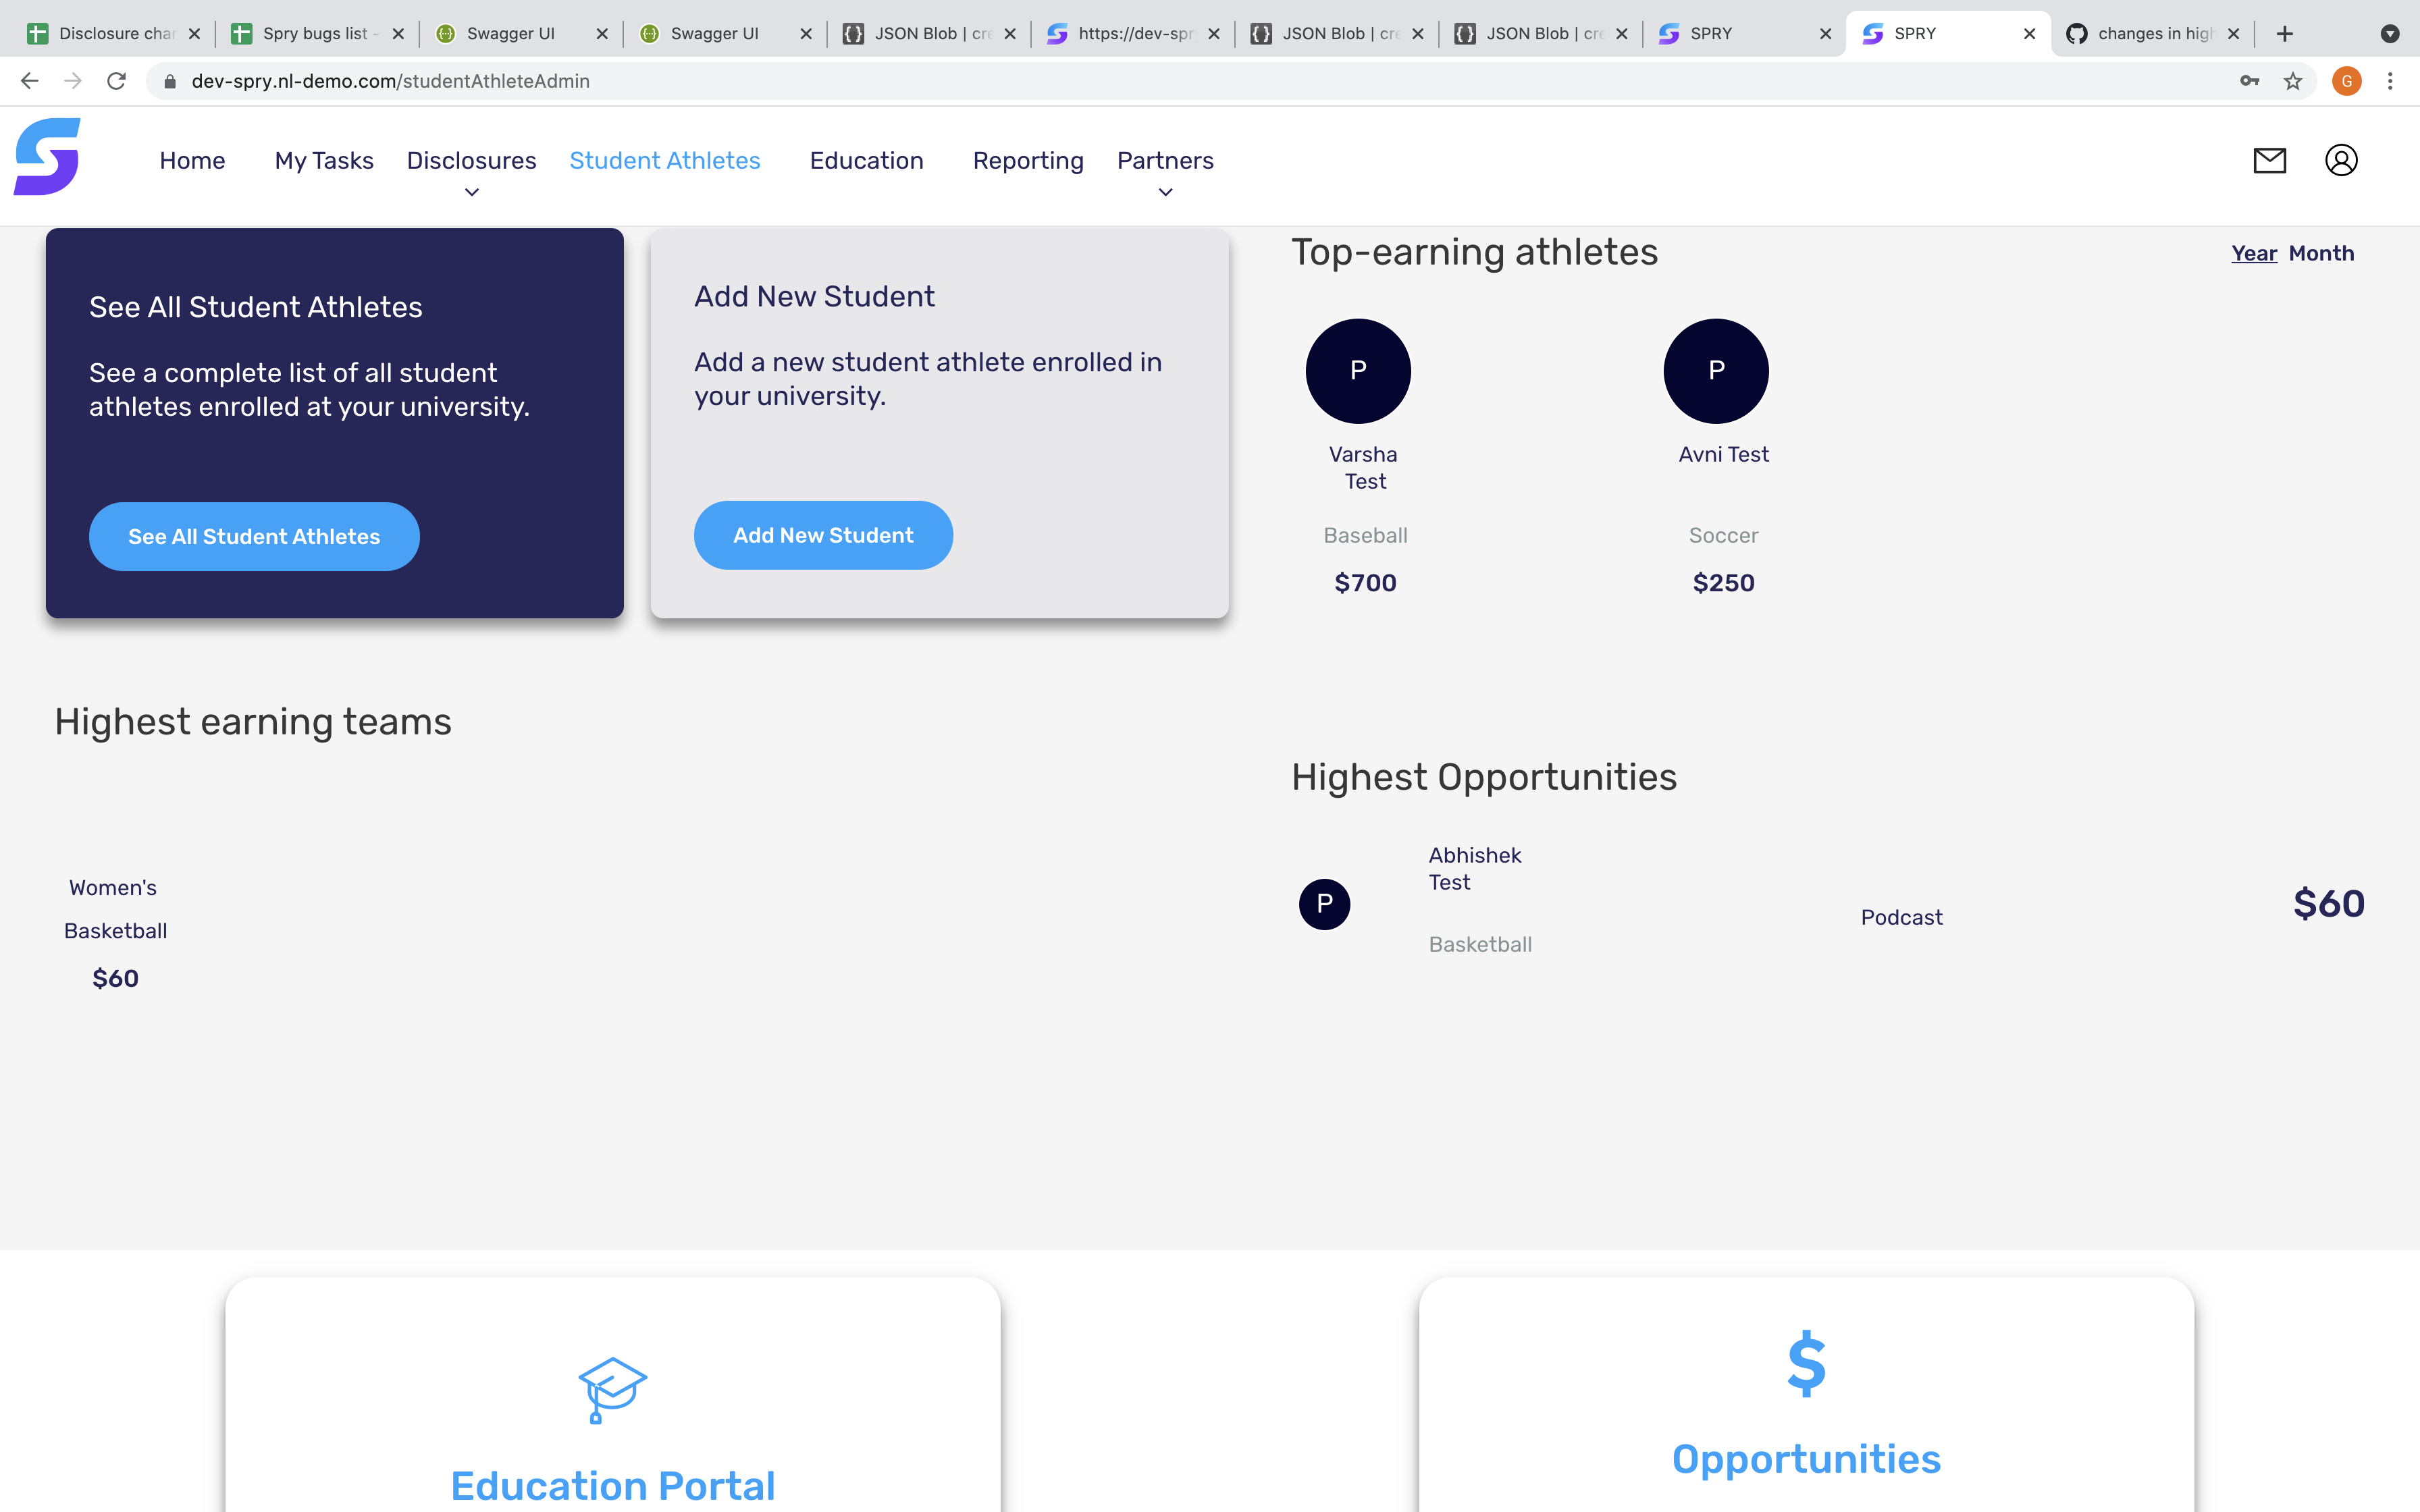 Disclosure char
Spry bugs list -
Swagger UI
Swagger UI
JSON Blob | cre
https://dev-spr
JSON Blob | cre
JSON Blob | cre
SPRY
SPRY
changes in high
dev-spry.nl-demo.com/studentAthleteAdmin
G
Home
My Tasks
Disclosures
Student Athletes
Education
Reporting
Partners
See All Student Athletes
See a complete list of all student
athletes enrolled at your university.
See All Student Athletes
Add New Student
Add a new student athlete enrolled in
your university.
Add New Student
Top-earning athletes
Year Month
P
Varsha
Test
Baseball
$700
P
Avni Test
Soccer
$250
Highest earning teams
Women's
Basketball
$60
Highest Opportunities
P
Abhishek
Test
Basketball
Podcast
$60
Education Portal
$
Opportunities